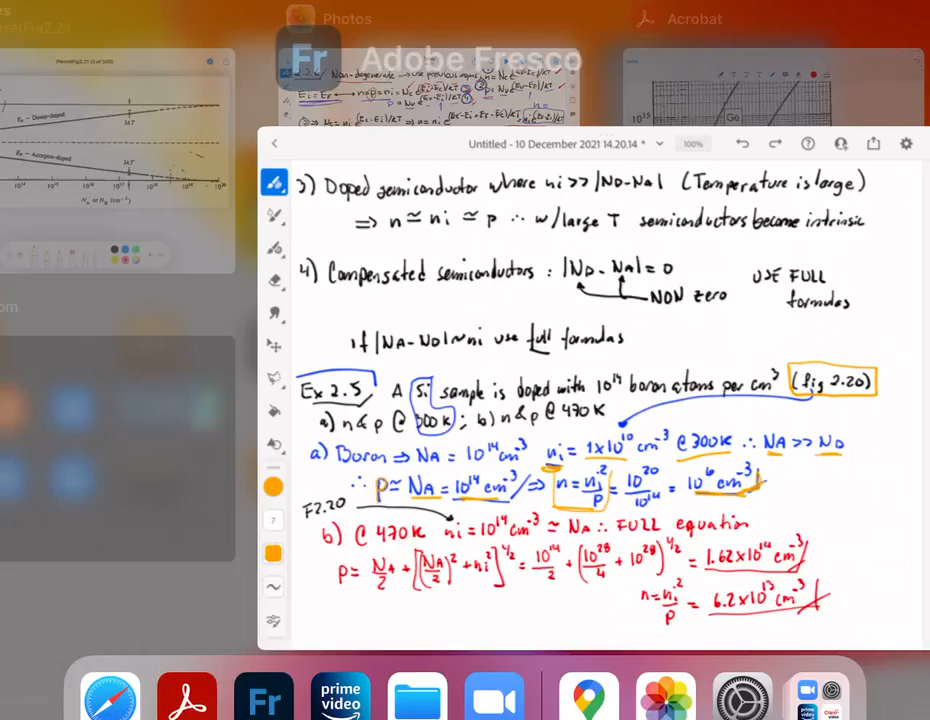 Photos
Acrobat
Adobe Fresco
Fr
Untitled - 10 December 2021 14.20.14 *
100%
3) Doped semiconductor where ni >> |ND-NA| (Temperature is large)
⇒ n ≃ ni ≃ p ∴ w/large T semiconductors become intrinsic
4) Compensated semiconductors : |ND - NA| = 0
NON zero
USE FULL
formulas
If |NA-ND| ~ ni use full formulas
Ex 2.5 A Si sample is doped with 10^14 boron atoms per cm^3 (fig 2.20)
a) n & p @ 300K ; b) n & p @ 470K
a) Boron ⇒ NA = 10^14 cm^-3 ni = 1x10^10 cm^-3 @ 300K ∴ NA >> ND
∴ p ≃ NA = 10^14 cm^-3 ⇒ n = ni^2/p = 10^20/10^14 = 10^6 cm^-3
F2.20
b) @ 470K ni = 10^14 cm^-3 ≃ NA ∴ FULL equation
p = NA/2 + [(NA/2)^2 + ni^2]^1/2 = 10^14/2 + (10^28/4 + 10^28)^1/2 = 1.62x10^14 cm^-3
n = ni^2/p = 6.2x10^13 cm^-3
7
Fr
prime video